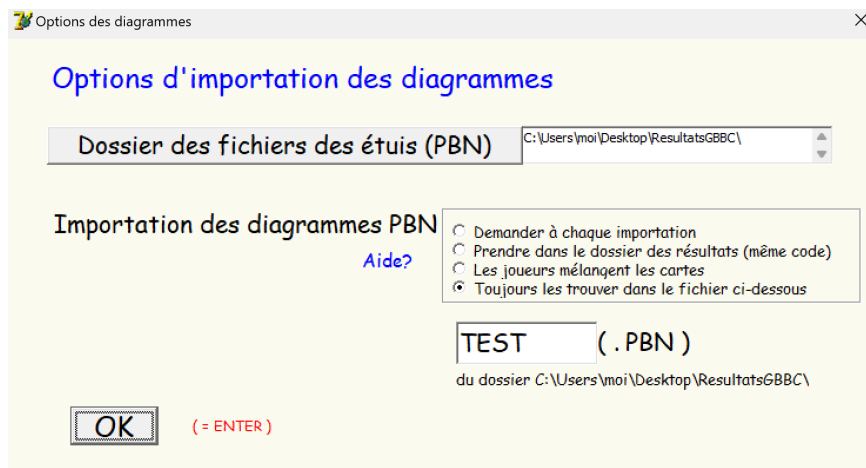 Options des diagrammes
Options d'importation des diagrammes
Dossier des fichiers des étuis (PBN)
C:\Users\moi\Desktop\ResultatsGBBC\
Importation des diagrammes PBN
Aide?
Demander à chaque importation
Prendre dans le dossier des résultats (même code)
Les joueurs mélangent les cartes
Toujours les trouver dans le fichier ci-dessous
TEST ( . PBN )
du dossier C:\Users\moi\Desktop\ResultatsGBBC\
OK ( = ENTER )